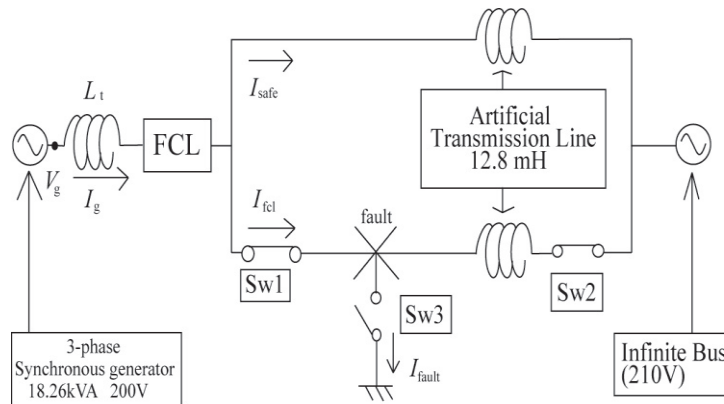 L t
FCL
V g
I g
I safe
Artificial
Transmission Line
12.8 mH
I fcl
fault
Sw1
Sw2
Sw3
I fault
3-phase
Synchronous generator
18.26kVA 200V
Infinite Bus
(210V)